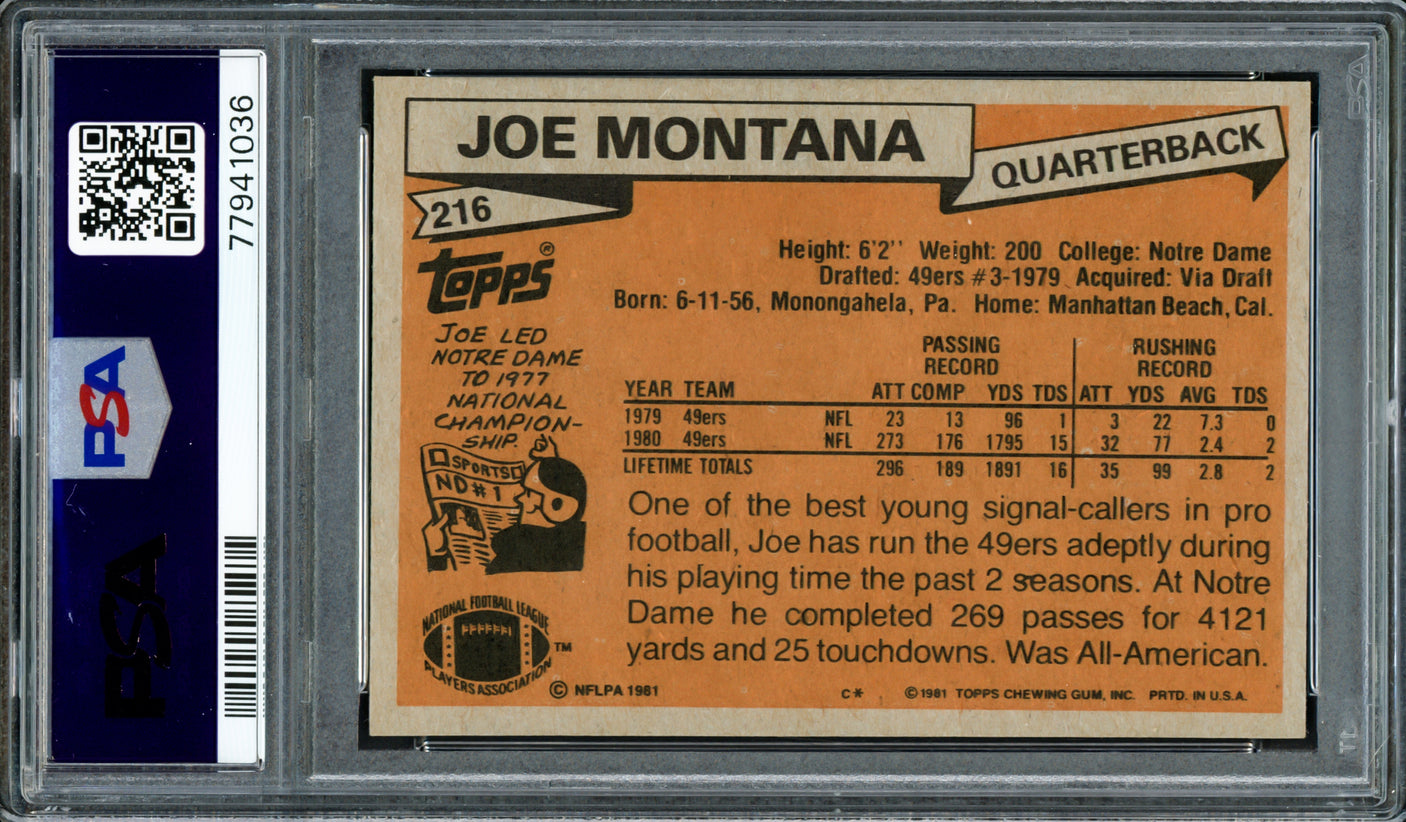 77941036
PSA
PSA
JOE MONTANA
QUARTERBACK
216
topps®
Height: 6'2'' Weight: 200 College: Notre Dame
Drafted: 49ers #3-1979 Acquired: Via Draft
Born: 6-11-56, Monongahela, Pa. Home: Manhattan Beach, Cal.
JOE LED
NOTRE DAME
TO 1977
NATIONAL
CHAMPION-
SHIP.
SPORTS
ND #1
PASSING RUSHING
RECORD RECORD
YEAR TEAM ATT COMP YDS TDS ATT YDS AVG TDS
1979 49ers NFL 23 13 96 1 3 22 7.3 0
1980 49ers NFL 273 176 1795 15 32 77 2.4 2
LIFETIME TOTALS 296 189 1891 16 35 99 2.8 2
One of the best young signal-callers in pro
football, Joe has run the 49ers adeptly during
his playing time the past 2 seasons. At Notre
Dame he completed 269 passes for 4121
yards and 25 touchdowns. Was All-American.
NATIONAL FOOTBALL LEAGUE
PLAYERS ASSOCIATION
TM
© NFLPA 1981 C* © 1981 TOPPS CHEWING GUM, INC. PRTD. IN U.S.A.
PSA